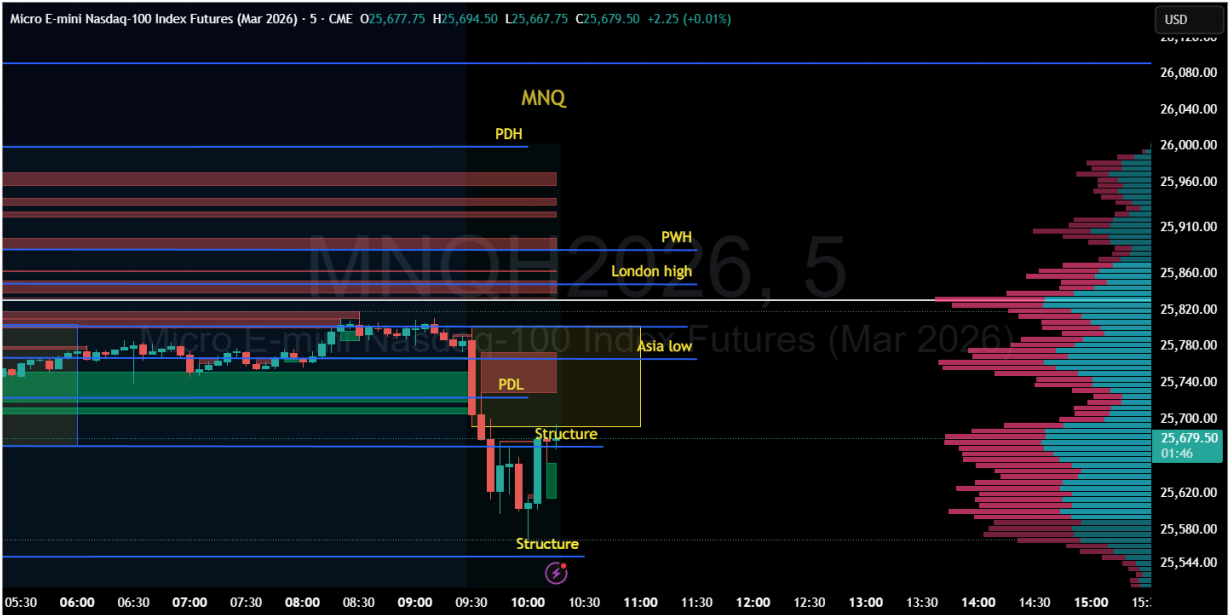 Micro E-mini Nasdaq-100 Index Futures (Mar 2026) · 5 · CME O25,677.75 H25,694.50 L25,667.75 C25,679.50 +2.25 (+0.01%)
USD
26,120.00
26,080.00
MNQ
26,040.00
PDH
26,000.00
25,960.00
25,910.00
PWH
MNQH2026, 5
London high
25,860.00
25,820.00
Micro E-mini Nasdaq-100 Index Futures (Mar 2026)
Asia low
25,780.00
PDL
25,740.00
25,700.00
Structure
25,679.50
01:46
25,620.00
25,580.00
Structure
25,544.00
05:30 06:00 06:30 07:00 07:30 08:00 08:30 09:00 09:30 10:00 10:30 11:00 11:30 12:00 12:30 13:00 13:30 14:00 14:30 15:00